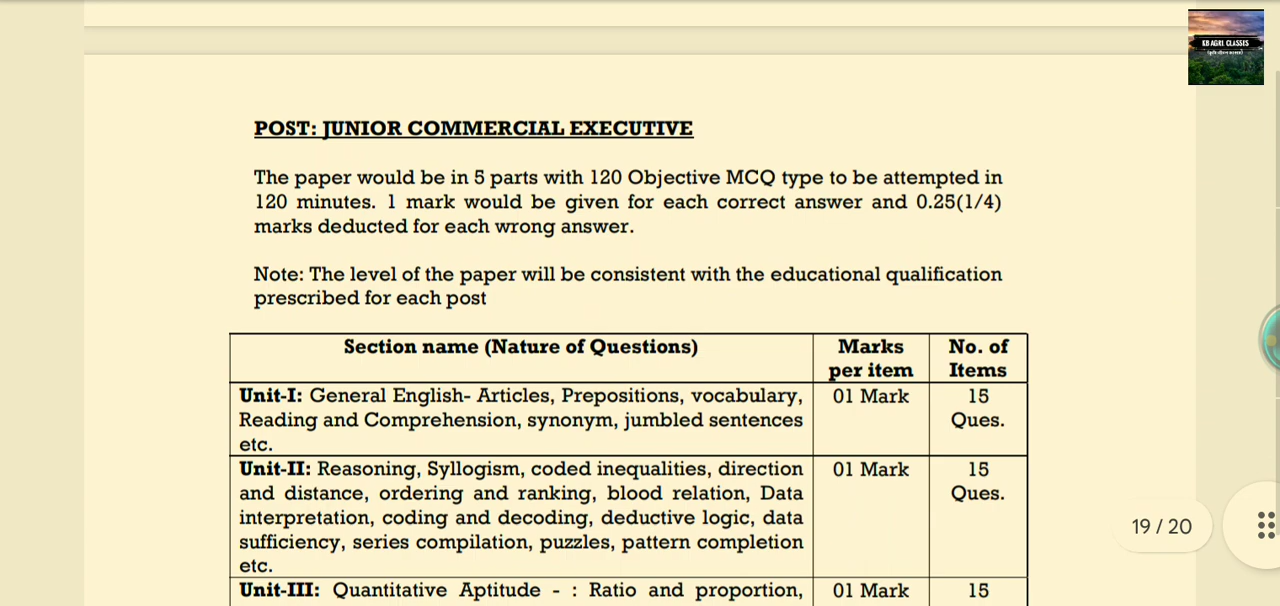 KB AGRI CLASSES
POST: JUNIOR COMMERCIAL EXECUTIVE
The paper would be in 5 parts with 120 Objective MCQ type to be attempted in
120 minutes. 1 mark would be given for each correct answer and 0.25(1/4)
marks deducted for each wrong answer.
Note: The level of the paper will be consistent with the educational qualification
prescribed for each post
Section name (Nature of Questions)
Marks
per item
No. of
Items
Unit-I: General English- Articles, Prepositions, vocabulary,
Reading and Comprehension, synonym, jumbled sentences
etc.
01 Mark
15
Ques.
Unit-II: Reasoning, Syllogism, coded inequalities, direction
and distance, ordering and ranking, blood relation, Data
interpretation, coding and decoding, deductive logic, data
sufficiency, series compilation, puzzles, pattern completion
etc.
01 Mark
15
Ques.
19 / 20
Unit-III: Quantitative Aptitude - : Ratio and proportion,
01 Mark
15